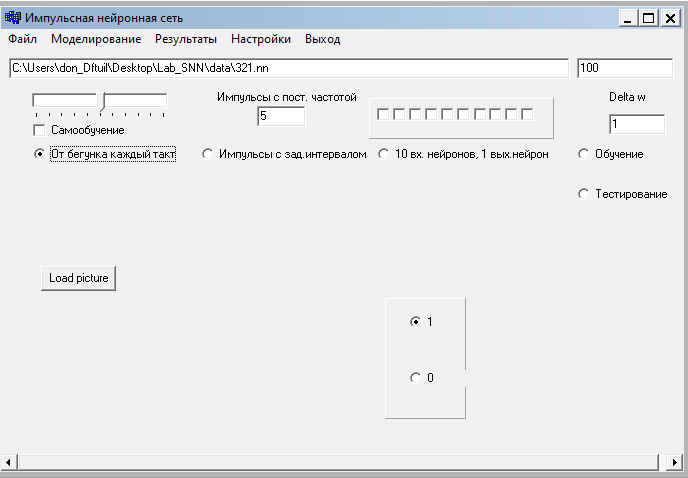 Импульсная нейронная сеть
Файл Моделирование Результаты Настройки Выход
C:\Users\don_Dftuil\Desktop\Lab_SNN\data\321.nn 100
Импульсы с пост. частотой Delta w
5 1
Самообучение
От бегунка каждый такт Импульсы с зад.интервалом 10 вх. нейронов, 1 вых.нейрон Обучение
Тестирование
Load picture
1
0